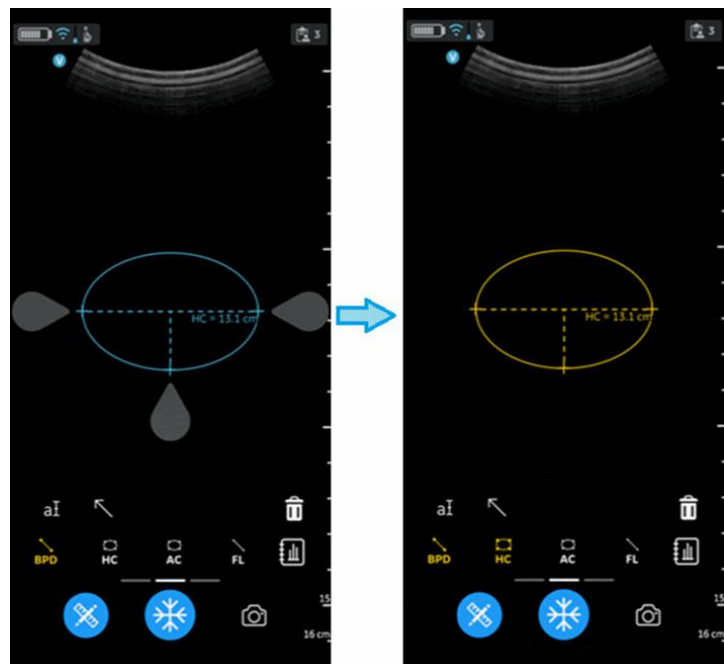 3
V
HC = 13.1 cm
aI
BPD HC AC FL
15
16 cm
3
V
HC = 13.1 cm
aI
BPD HC AC FL
15
16 cm